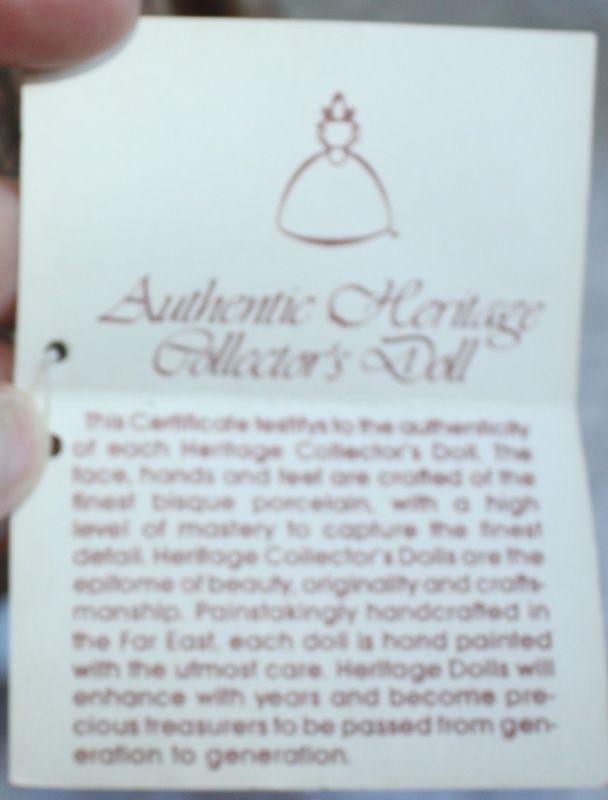 Authentic Heritage
Collector's Doll
This Certificate testifys to the authenticity
of each Heritage Collector's Doll. The
face, hands and feet are crafted of the
finest bisque porcelain, with a high
level of mastery to capture the finest
detail. Heritage Collector's Dolls are the
epitome of beauty, originality and crafts-
manship. Painstakingly handcrafted in
the Far East, each doll is hand painted
with the utmost care. Heritage Dolls will
enhance with years and become pre-
cious treasurers to be passed from gen-
eration to generation.